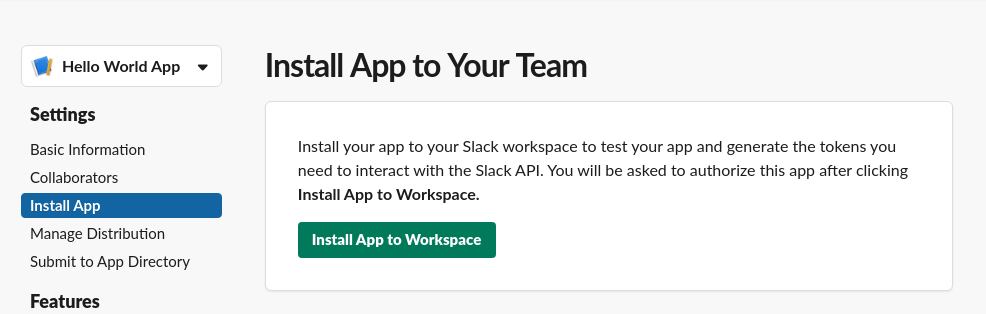 Hello World App
Settings
Basic Information
Collaborators
Install App
Manage Distribution
Submit to App Directory
Features
Install App to Your Team
Install your app to your Slack workspace to test your app and generate the tokens you
need to interact with the Slack API. You will be asked to authorize this app after clicking
Install App to Workspace.
Install App to Workspace